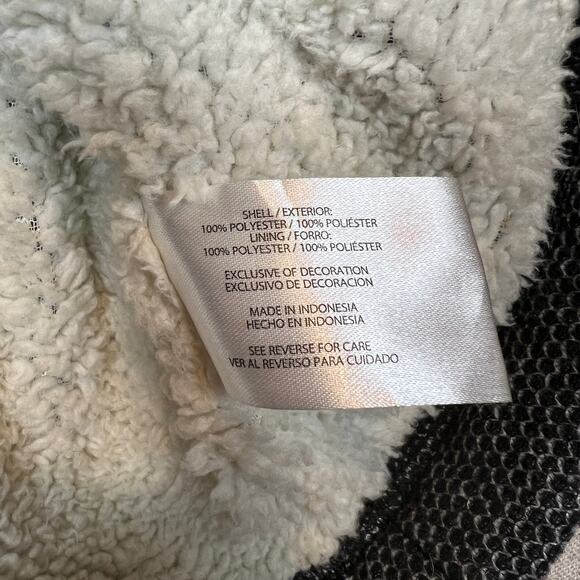 SHELL / EXTERIOR:
100% POLYESTER / 100% POLIÉSTER
LINING / FORRO:
100% POLYESTER / 100% POLIÉSTER
EXCLUSIVE OF DECORATION
EXCLUSIVO DE DECORACION
MADE IN INDONESIA
HECHO EN INDONESIA
SEE REVERSE FOR CARE
VER AL REVERSO PARA CUIDADO